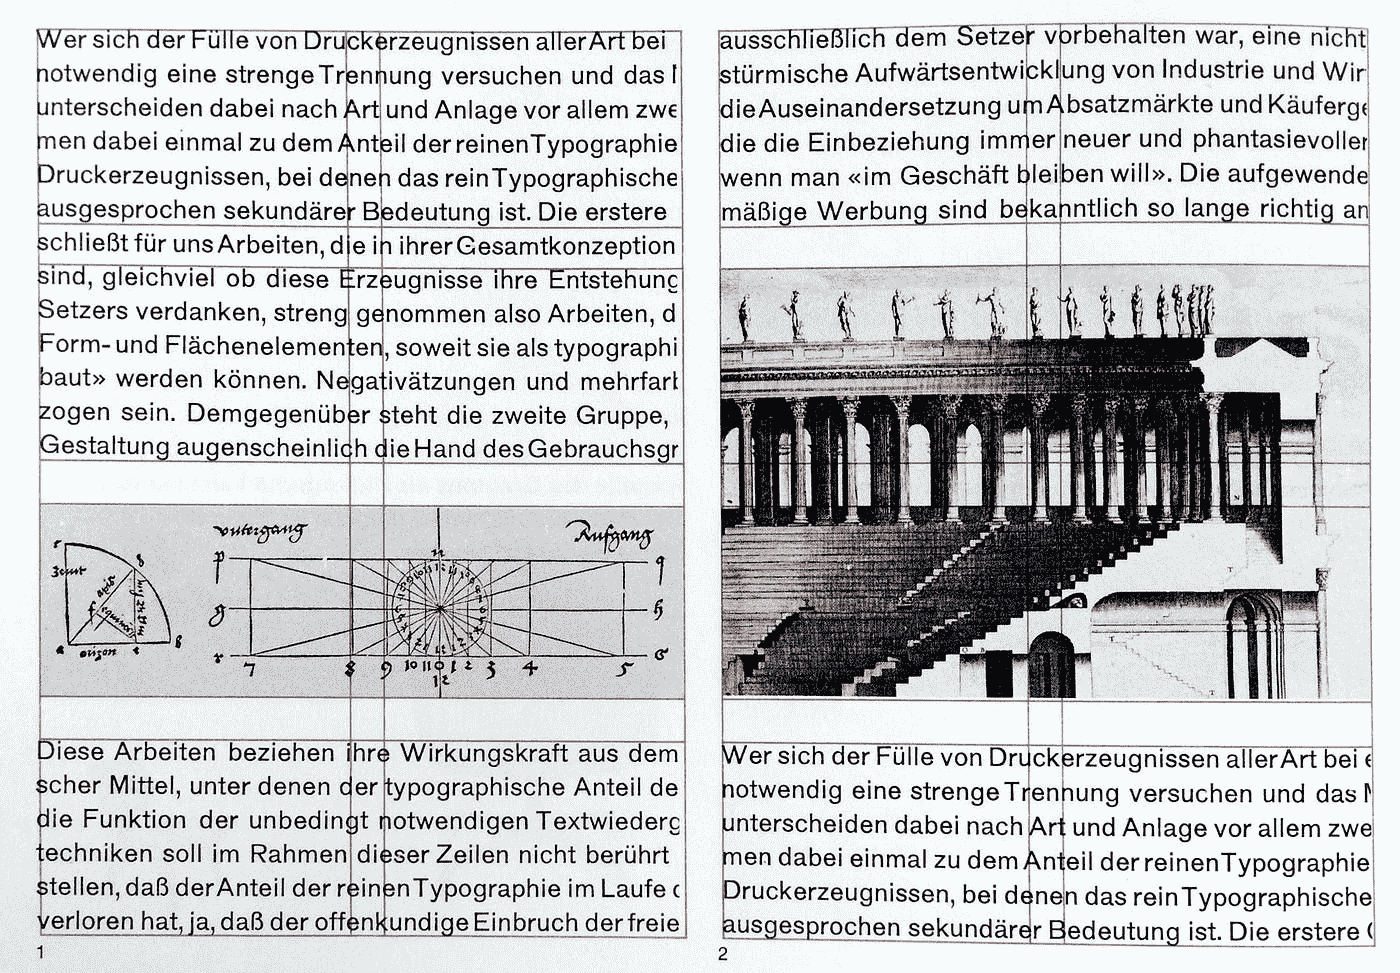 Wer sich der Fülle von Druckerzeugnissen aller Art bei
notwendig eine strenge Trennung versuchen und das
unterscheiden dabei nach Art und Anlage vor allem zwe
men dabei einmal zu dem Anteil der reinen Typographie
Druckerzeugnissen, bei denen das rein Typographische
ausgesprochen sekundärer Bedeutung ist. Die erstere
schließt für uns Arbeiten, die in ihrer Gesamtkonzeption
sind, gleichviel ob diese Erzeugnisse ihre Entstehung
Setzers verdanken, streng genommen also Arbeiten, d
Form- und Flächenelementen, soweit sie als typographi
baut» werden können. Negativätzungen und mehrfar
zogen sein. Demgegenüber steht die zweite Gruppe,
Gestaltung augenscheinlich die Hand des Gebrauchsgr
vntergang
Aufgang
p
q
g
h
r
7 8 9 10 11 0 1 2 3 4 5
12
orizon
Diese Arbeiten beziehen ihre Wirkungskraft aus dem
scher Mittel, unter denen der typographische Anteil de
die Funktion der unbedingt notwendigen Textwiederg
techniken soll im Rahmen dieser Zeilen nicht berührt
stellen, daß der Anteil der reinen Typographie im Laufe
verloren hat, ja, daß der offenkundige Einbruch der freie
1
ausschließlich dem Setzer vorbehalten war, eine nicht
stürmische Aufwärtsentwicklung von Industrie und Wir
die Auseinandersetzung um Absatzmärkte und Käuferge
die die Einbeziehung immer neuer und phantasievoller
wenn man «im Geschäft bleiben will». Die aufgewende
mäßige Werbung sind bekanntlich so lange richtig an
Wer sich der Fülle von Druckerzeugnissen aller Art bei
notwendig eine strenge Trennung versuchen und das
unterscheiden dabei nach Art und Anlage vor allem zwe
men dabei einmal zu dem Anteil der reinen Typographie
Druckerzeugnissen, bei denen das rein Typographische
ausgesprochen sekundärer Bedeutung ist. Die erstere
2